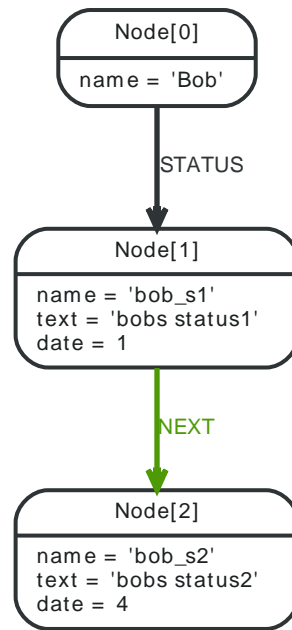 Node[0]
name = 'Bob'
STATUS
Node[1]
name = 'bob_s1'
text = 'bobs status1'
date = 1
NEXT
Node[2]
name = 'bob_s2'
text = 'bobs status2'
date = 4